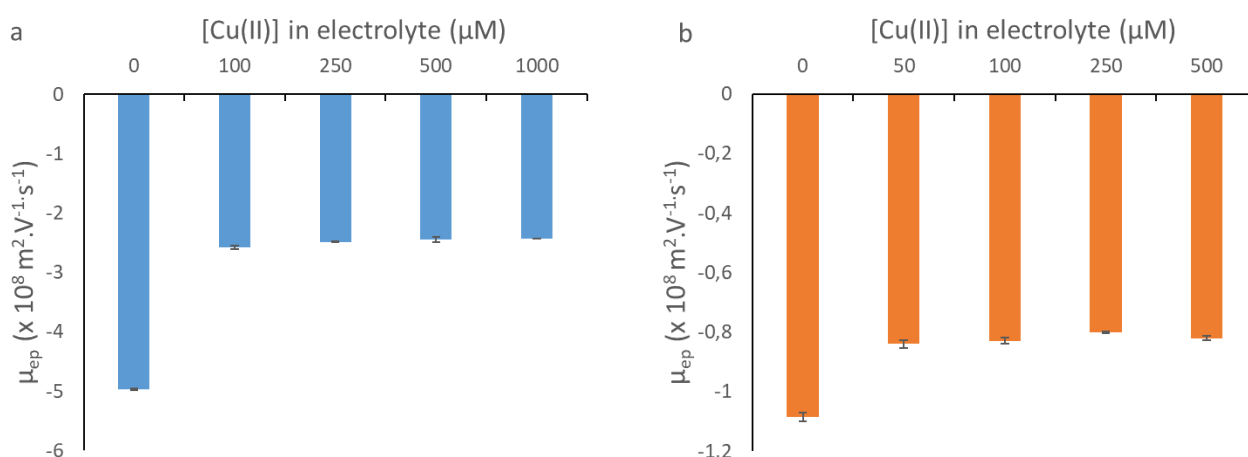 a
[Cu(II)] in electrolyte (µM)
0 100 250 500 1000
0
-1
-2
-3
-4
-5
-6
µep (x 10⁸ m².V⁻¹·s⁻¹)
b
[Cu(II)] in electrolyte (µM)
0 50 100 250 500
0
-0,2
-0,4
-0,6
-0,8
-1
-1,2
µep (x 10⁸ m².V⁻¹·s⁻¹)